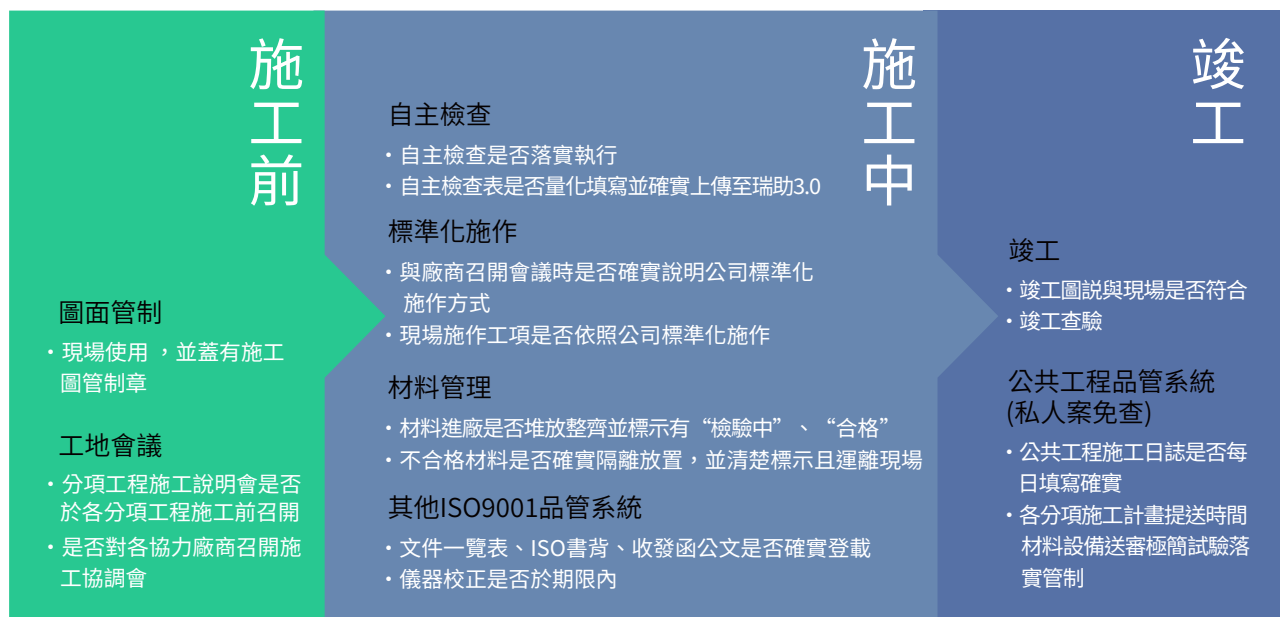 施工前
圖面管制
・現場使用 ，並蓋有施工
圖管制章
工地會議
・分項工程施工說明會是否
於各分項工程施工前召開
・是否對各協力廠商召開施
工協調會
施工中
自主檢查
・自主檢查是否落實執行
・自主檢查表是否量化填寫並確實上傳至瑞助3.0
標準化施作
・與廠商召開會議時是否確實說明公司標準化
施作方式
・現場施作工項是否依照公司標準化施作
材料管理
・材料進廠是否堆放整齊並標示有“檢驗中”、“合格”
・不合格材料是否確實隔離放置，並清楚標示且運離現場
其他ISO9001品管系統
・文件一覽表、ISO書背、收發函公文是否確實登載
・儀器校正是否於期限內
竣工
竣工
・竣工圖説與現場是否符合
・竣工查驗
公共工程品管系統
(私人案免查)
・公共工程施工日誌是否每
日填寫確實
・各分項施工計畫提送時間
材料設備送審極簡試驗落
實管制